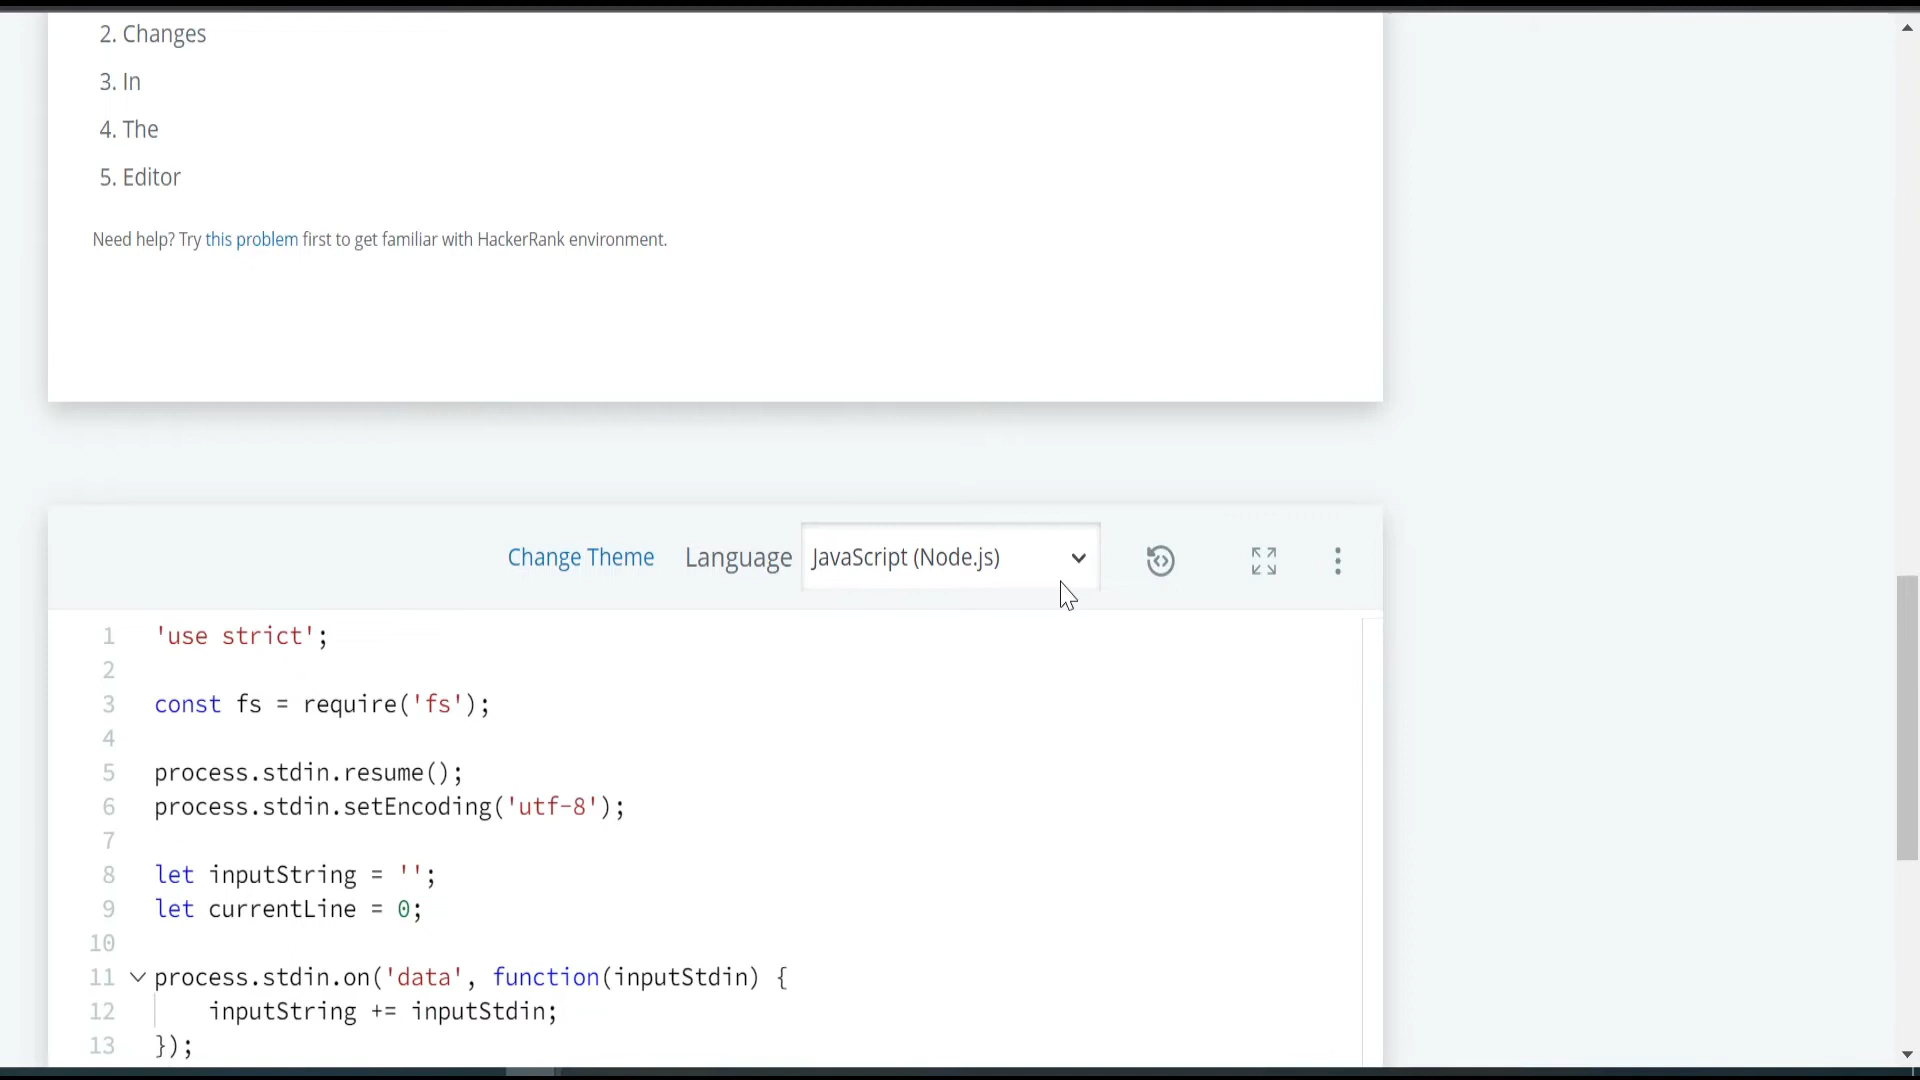 2. Changes
3. In
4. The
5. Editor
Need help? Try this problem first to get familiar with HackerRank environment.
Change Theme Language JavaScript (Node.js)
1 'use strict';
2
3 const fs = require('fs');
4
5 process.stdin.resume();
6 process.stdin.setEncoding('utf-8');
7
8 let inputString = '';
9 let currentLine = 0;
10
11 process.stdin.on('data', function(inputStdin) {
12 inputString += inputStdin;
13 });